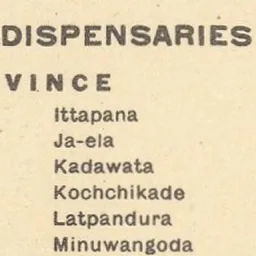 DISPENSARIES
VINCE
Ittapana
Ja-ela
Kadawata
Kochchikade
Latpandura
Minuwangoda